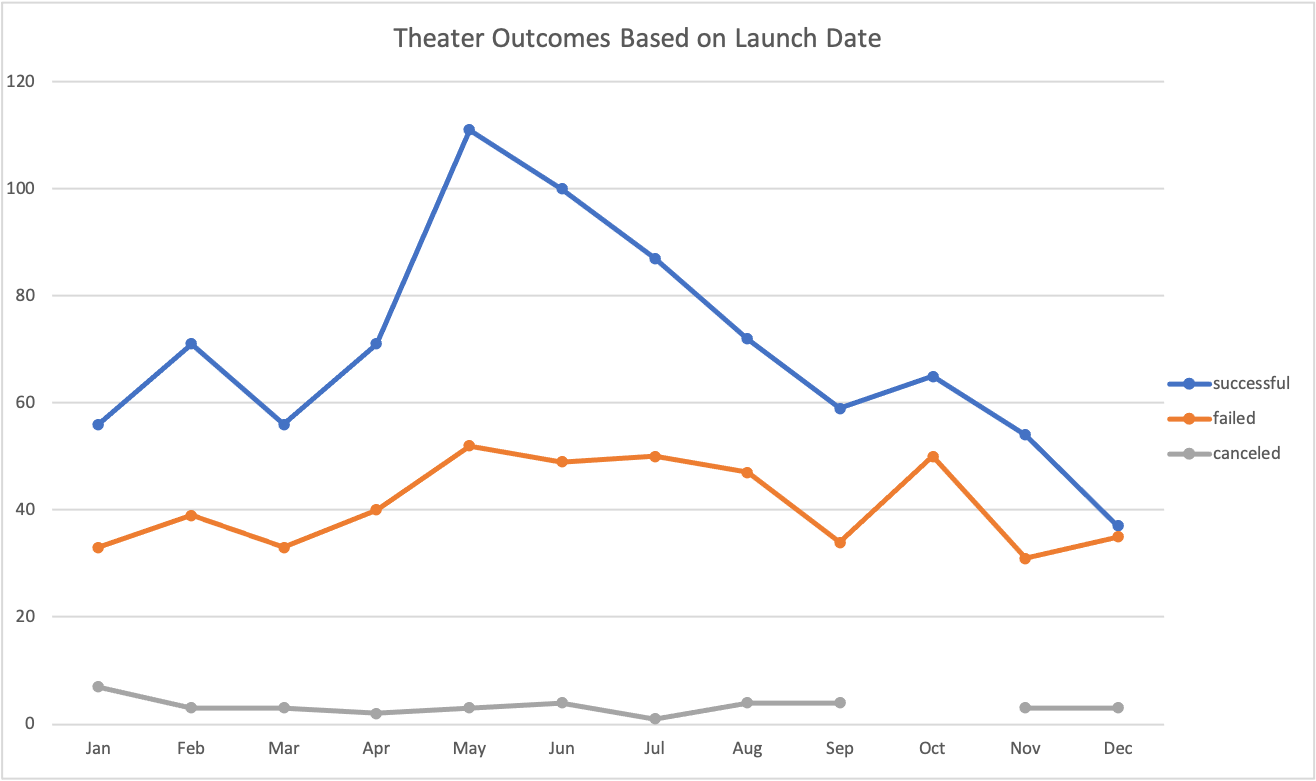 Theater Outcomes Based on Launch Date
120
100
80
60
40
20
0
Jan Feb Mar Apr May Jun Jul Aug Sep Oct Nov Dec
successful
failed
canceled